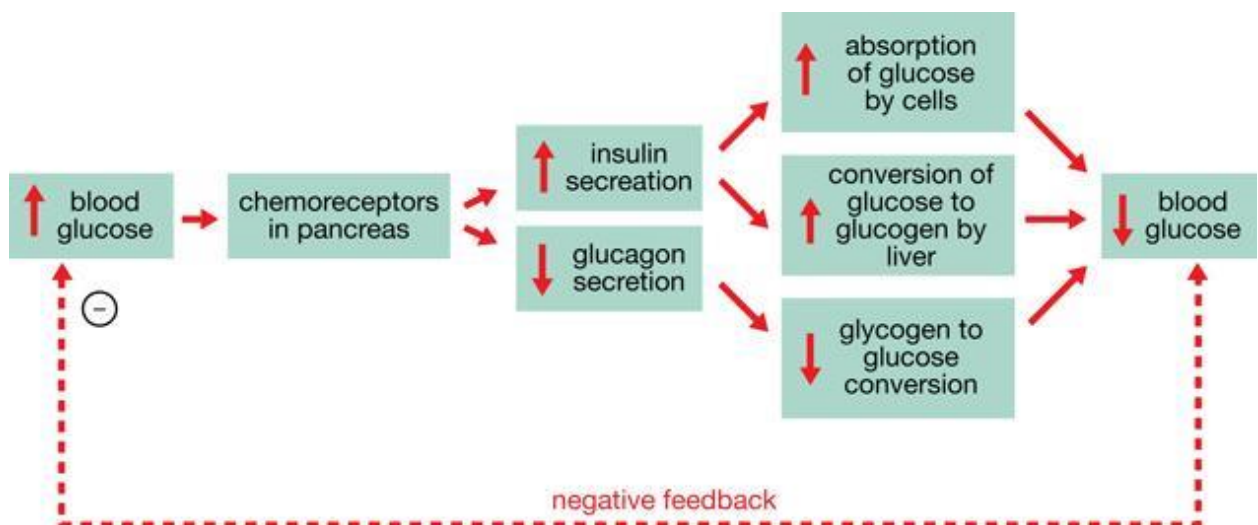 blood
glucose
chemoreceptors
in pancreas
insulin
secreation
glucagon
secretion
absorption
of glucose
by cells
conversion of
glucose to
glucogen by
liver
glycogen to
glucose
conversion
blood
glucose
−
negative feedback